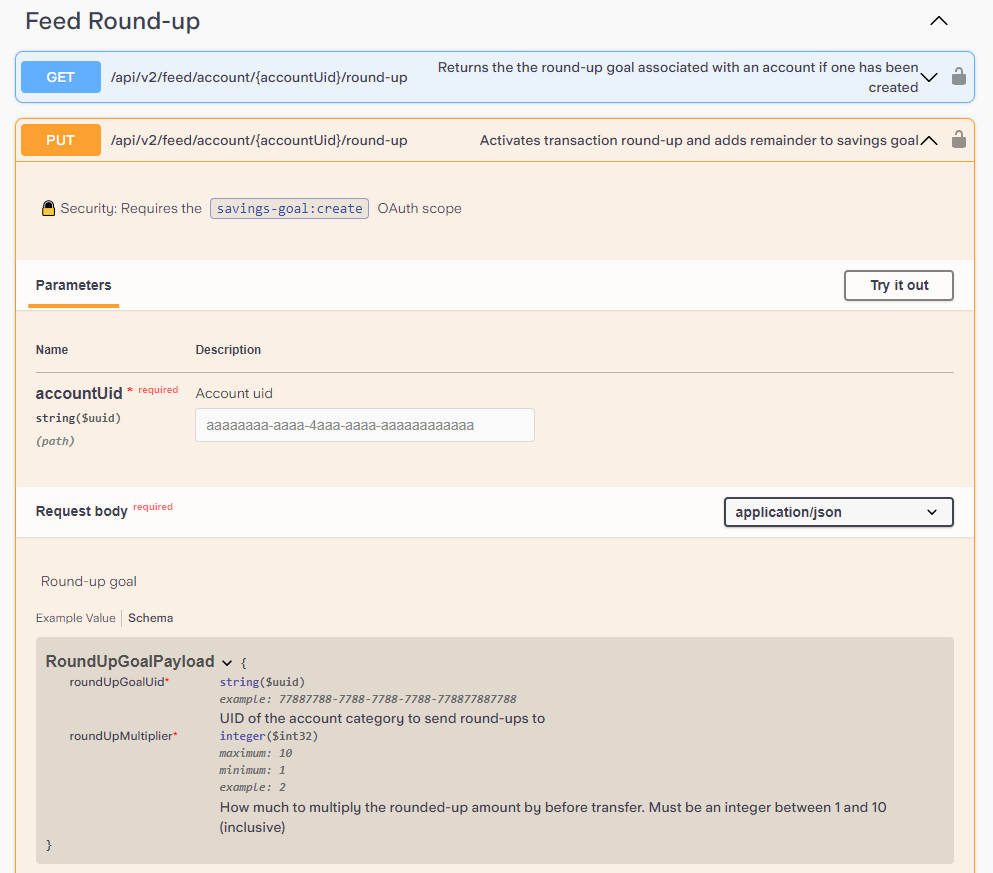 Feed Round-up
GET /api/v2/feed/account/{accountUid}/round-up Returns the the round-up goal associated with an account if one has been
created
PUT /api/v2/feed/account/{accountUid}/round-up Activates transaction round-up and adds remainder to savings goal
Security: Requires the savings-goal:create OAuth scope
Parameters Try it out
Name Description
accountUid * required Account uid
string($uuid) aaaaaaaa-aaaa-4aaa-aaaa-aaaaaaaaaaaa
(path)
Request body required application/json
Round-up goal
Example Value Schema
RoundUpGoalPayload {
roundUpGoalUid* string($uuid)
example: 77887788-7788-7788-7788-778877887788
UID of the account category to send round-ups to
roundUpMultiplier* integer($int32)
maximum: 10
minimum: 1
example: 2
How much to multiply the rounded-up amount by before transfer. Must be an integer between 1 and 10
(inclusive)
}